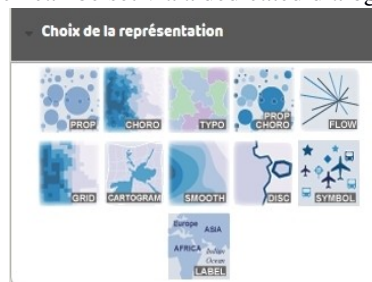 Choix de la représentation
PROP
CHORO
TYPO
PROP
CHORO
FLOW
GRID
CARTOGRAM
SMOOTH
DISC
SYMBOL
Europe
ASIA
AFRICA
Indian
Ocean
LABEL